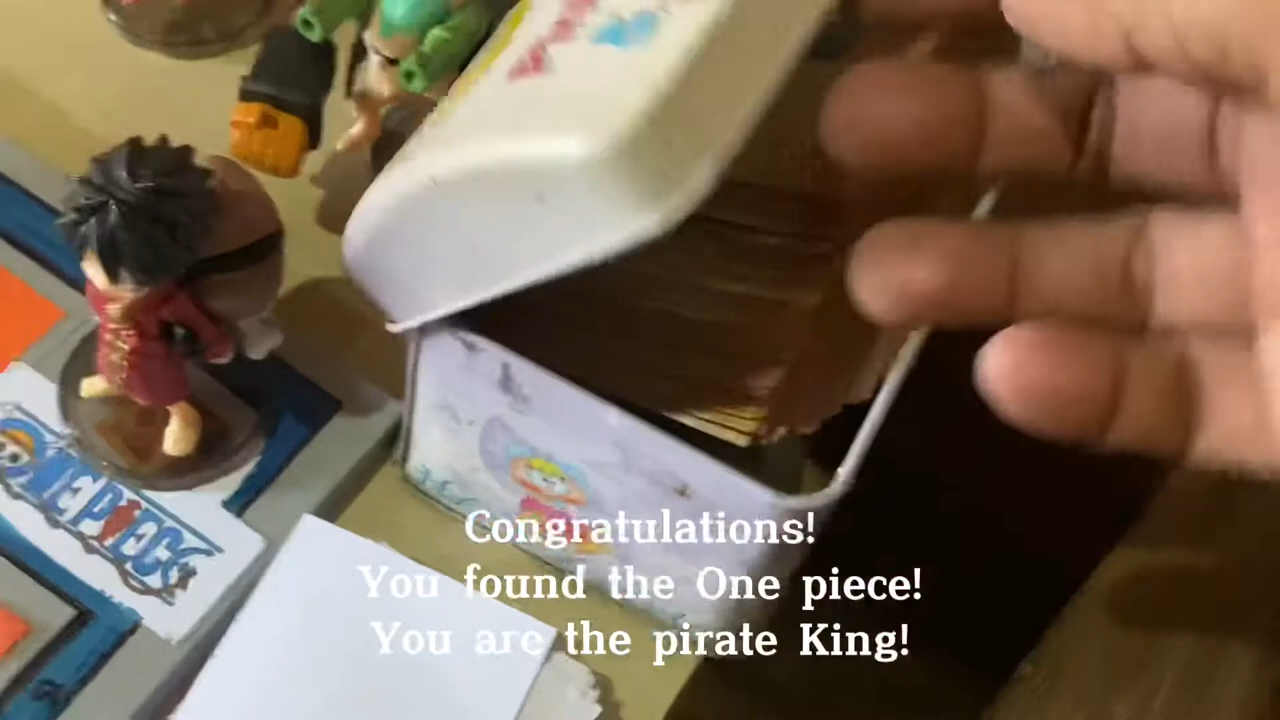 ONE PIECE
Congratulations!
You found the One piece!
You are the pirate King!